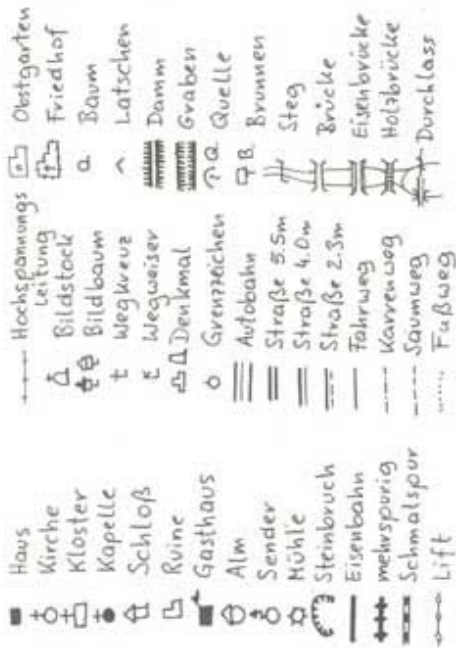 Haus
Kirche
Kloster
Kapelle
Schloß
Ruine
Gasthaus
Alm
Sender
Mühle
Steinbruch
Eisenbahn
mehrspurig
Schmalspur
Lift
Hochspannungs
Leitung
Bildstock
Bildbaum
Wegkreuz
Wegweiser
Denkmal
Grenzzeichen
Autobahn
Straße 5.5m
Straße 4.0m
Straße 2-3m
Fahrweg
Karrenweg
Saumweg
Fußweg
Obstgarten
Friedhof
Baum
Latschen
Damm
Graben
Q. Quelle
B. Brunnen
Steg
Brücke
Eisenbrücke
Holzbrücke
Durchlass